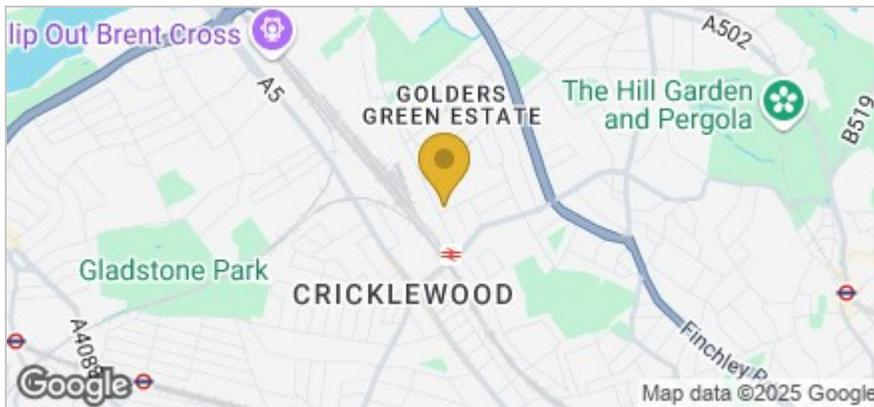 lip Out Brent Cross
A502
A5
GOLDERS
GREEN ESTATE
The Hill Garden
and Pergola
B519
Gladstone Park
CRICKLEWOOD
Finchley R
A408
Google
Map data ©2025 Google